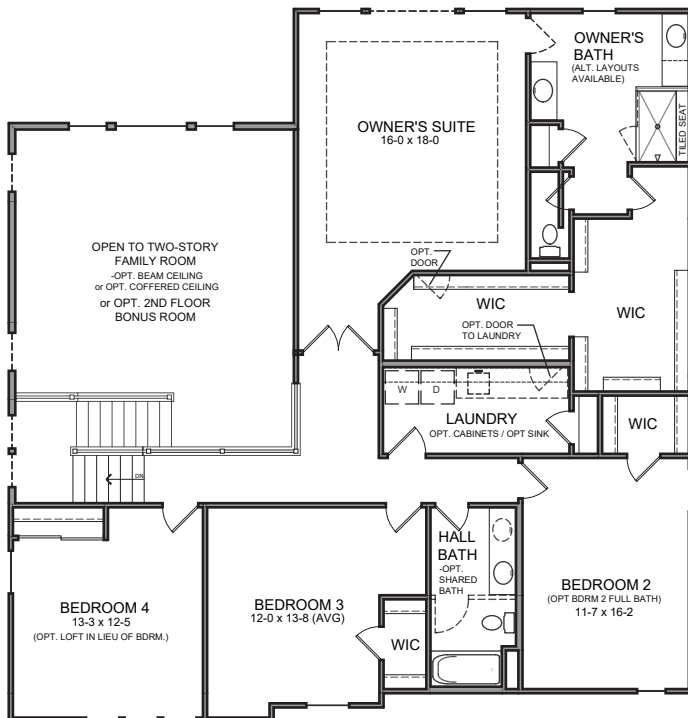 OWNER'S
BATH
(ALT. LAYOUTS
AVAILABLE)
TILED SEAT
OWNER'S SUITE
16-0 x 18-0
OPEN TO TWO-STORY
FAMILY ROOM
-OPT. BEAM CEILING
or OPT. COFFERED CEILING
or OPT. 2ND FLOOR
BONUS ROOM
OPT.
DOOR
WIC
WIC
OPT. DOOR
TO LAUNDRY
W
D
LAUNDRY
OPT. CABINETS / OPT SINK
WIC
DN
HALL
BATH
-OPT.
SHARED
BATH
BEDROOM 2
(OPT BDRM 2 FULL BATH)
11-7 x 16-2
BEDROOM 4
13-3 x 12-5
(OPT. LOFT IN LIEU OF BDRM.)
BEDROOM 3
12-0 x 13-8 (AVG)
WIC